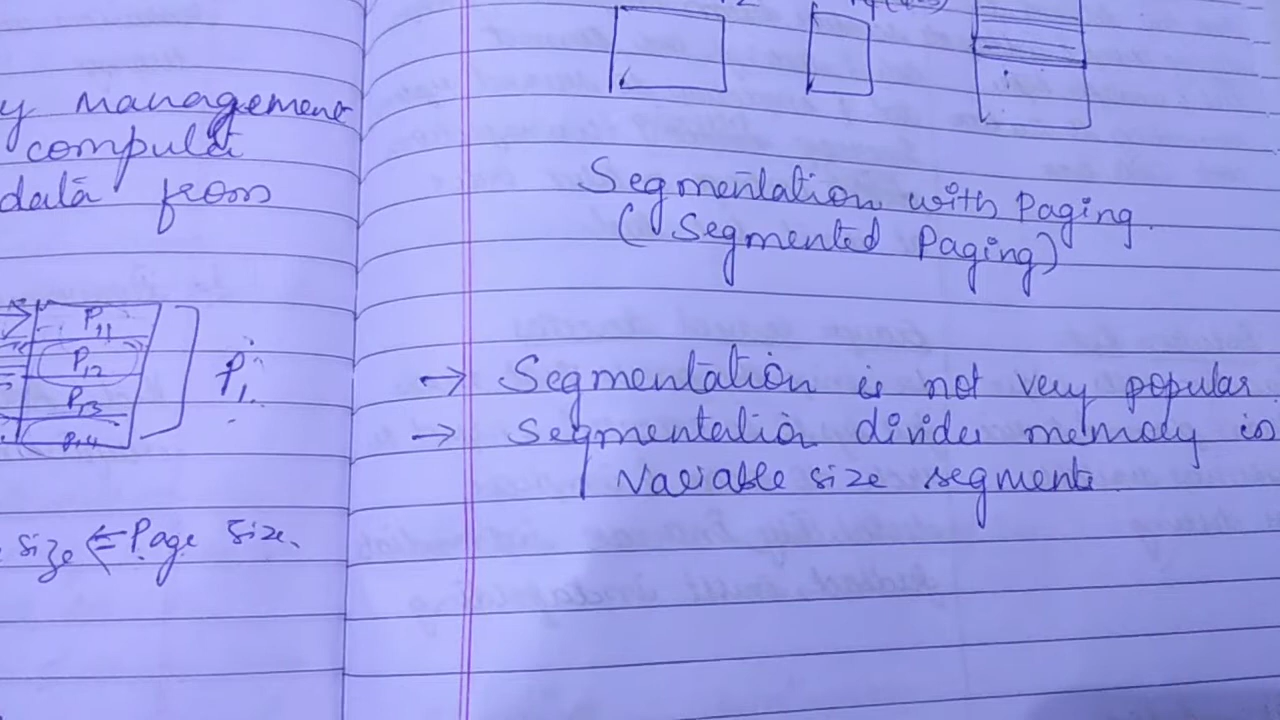 y management
compult
data from
P11
P12
P13
P14
P1
size <= Page size.
Segmentation with Paging.
(Segmented Paging)
→ Segmentation is not very popular.
→ Segmentation divides memory in
variable size segments.